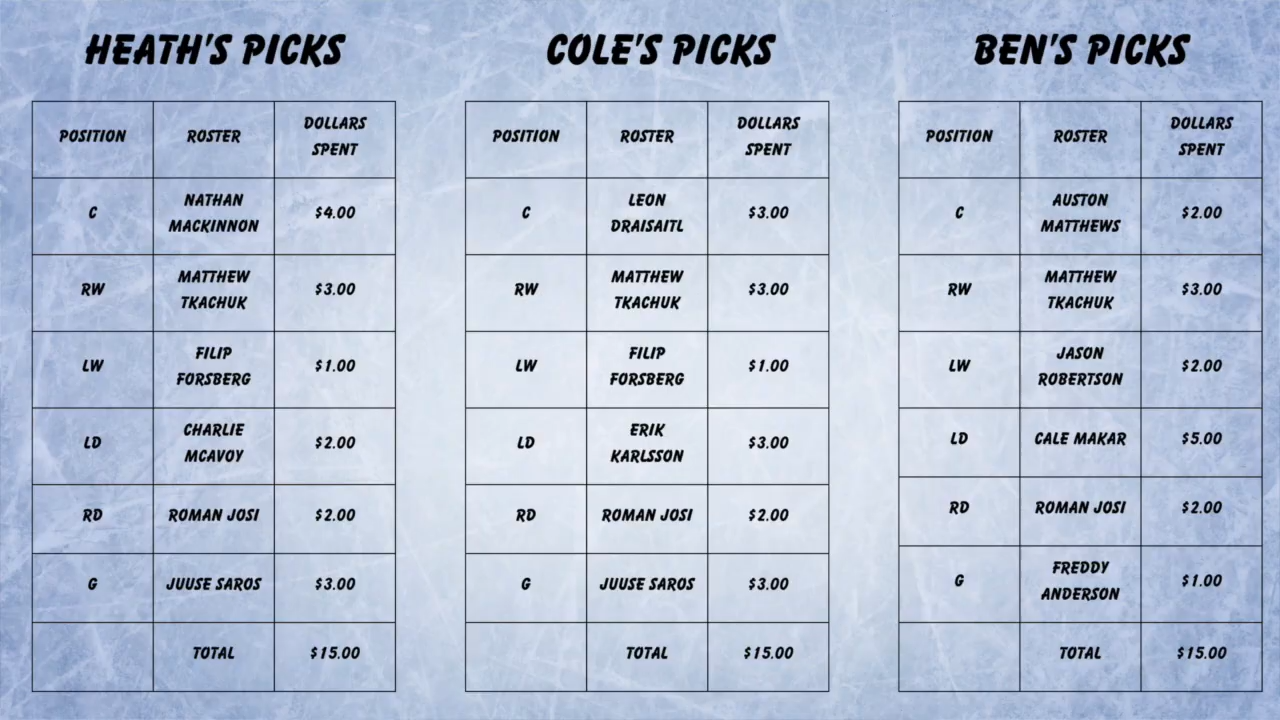 HEATH'S PICKS
POSITION ROSTER DOLLARS
SPENT
C NATHAN
MACKINNON $4.00
RW MATTHEW
TKACHUK $3.00
LW FILIP
FORSBERG $1.00
LD CHARLIE
MCAVOY $2.00
RD ROMAN JOSI $2.00
G JUUSE SAROS $3.00
TOTAL $15.00
COLE'S PICKS
POSITION ROSTER DOLLARS
SPENT
C LEON
DRAISAITL $3.00
RW MATTHEW
TKACHUK $3.00
LW FILIP
FORSBERG $1.00
LD ERIK
KARLSSON $3.00
RD ROMAN JOSI $2.00
G JUUSE SAROS $3.00
TOTAL $15.00
BEN'S PICKS
POSITION ROSTER DOLLARS
SPENT
C AUSTON
MATTHEWS $2.00
RW MATTHEW
TKACHUK $3.00
LW JASON
ROBERTSON $2.00
LD CALE MAKAR $5.00
RD ROMAN JOSI $2.00
G FREDDY
ANDERSON $1.00
TOTAL $15.00